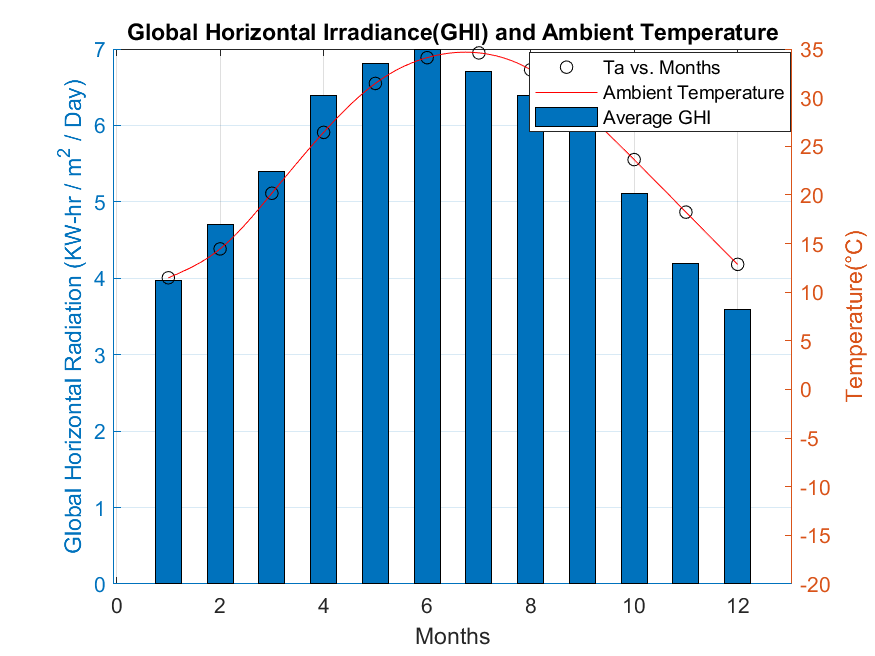 Global Horizontal Irradiance(GHI) and Ambient Temperature
Global Horizontal Radiation (KW-hr / m² / Day)
7
6
5
4
3
2
1
0
Ta vs. Months
Ambient Temperature
Average GHI
35
30
25
20
15
10
5
0
-5
-10
-15
-20
Temperature(°C)
0 2 4 6 8 10 12
Months